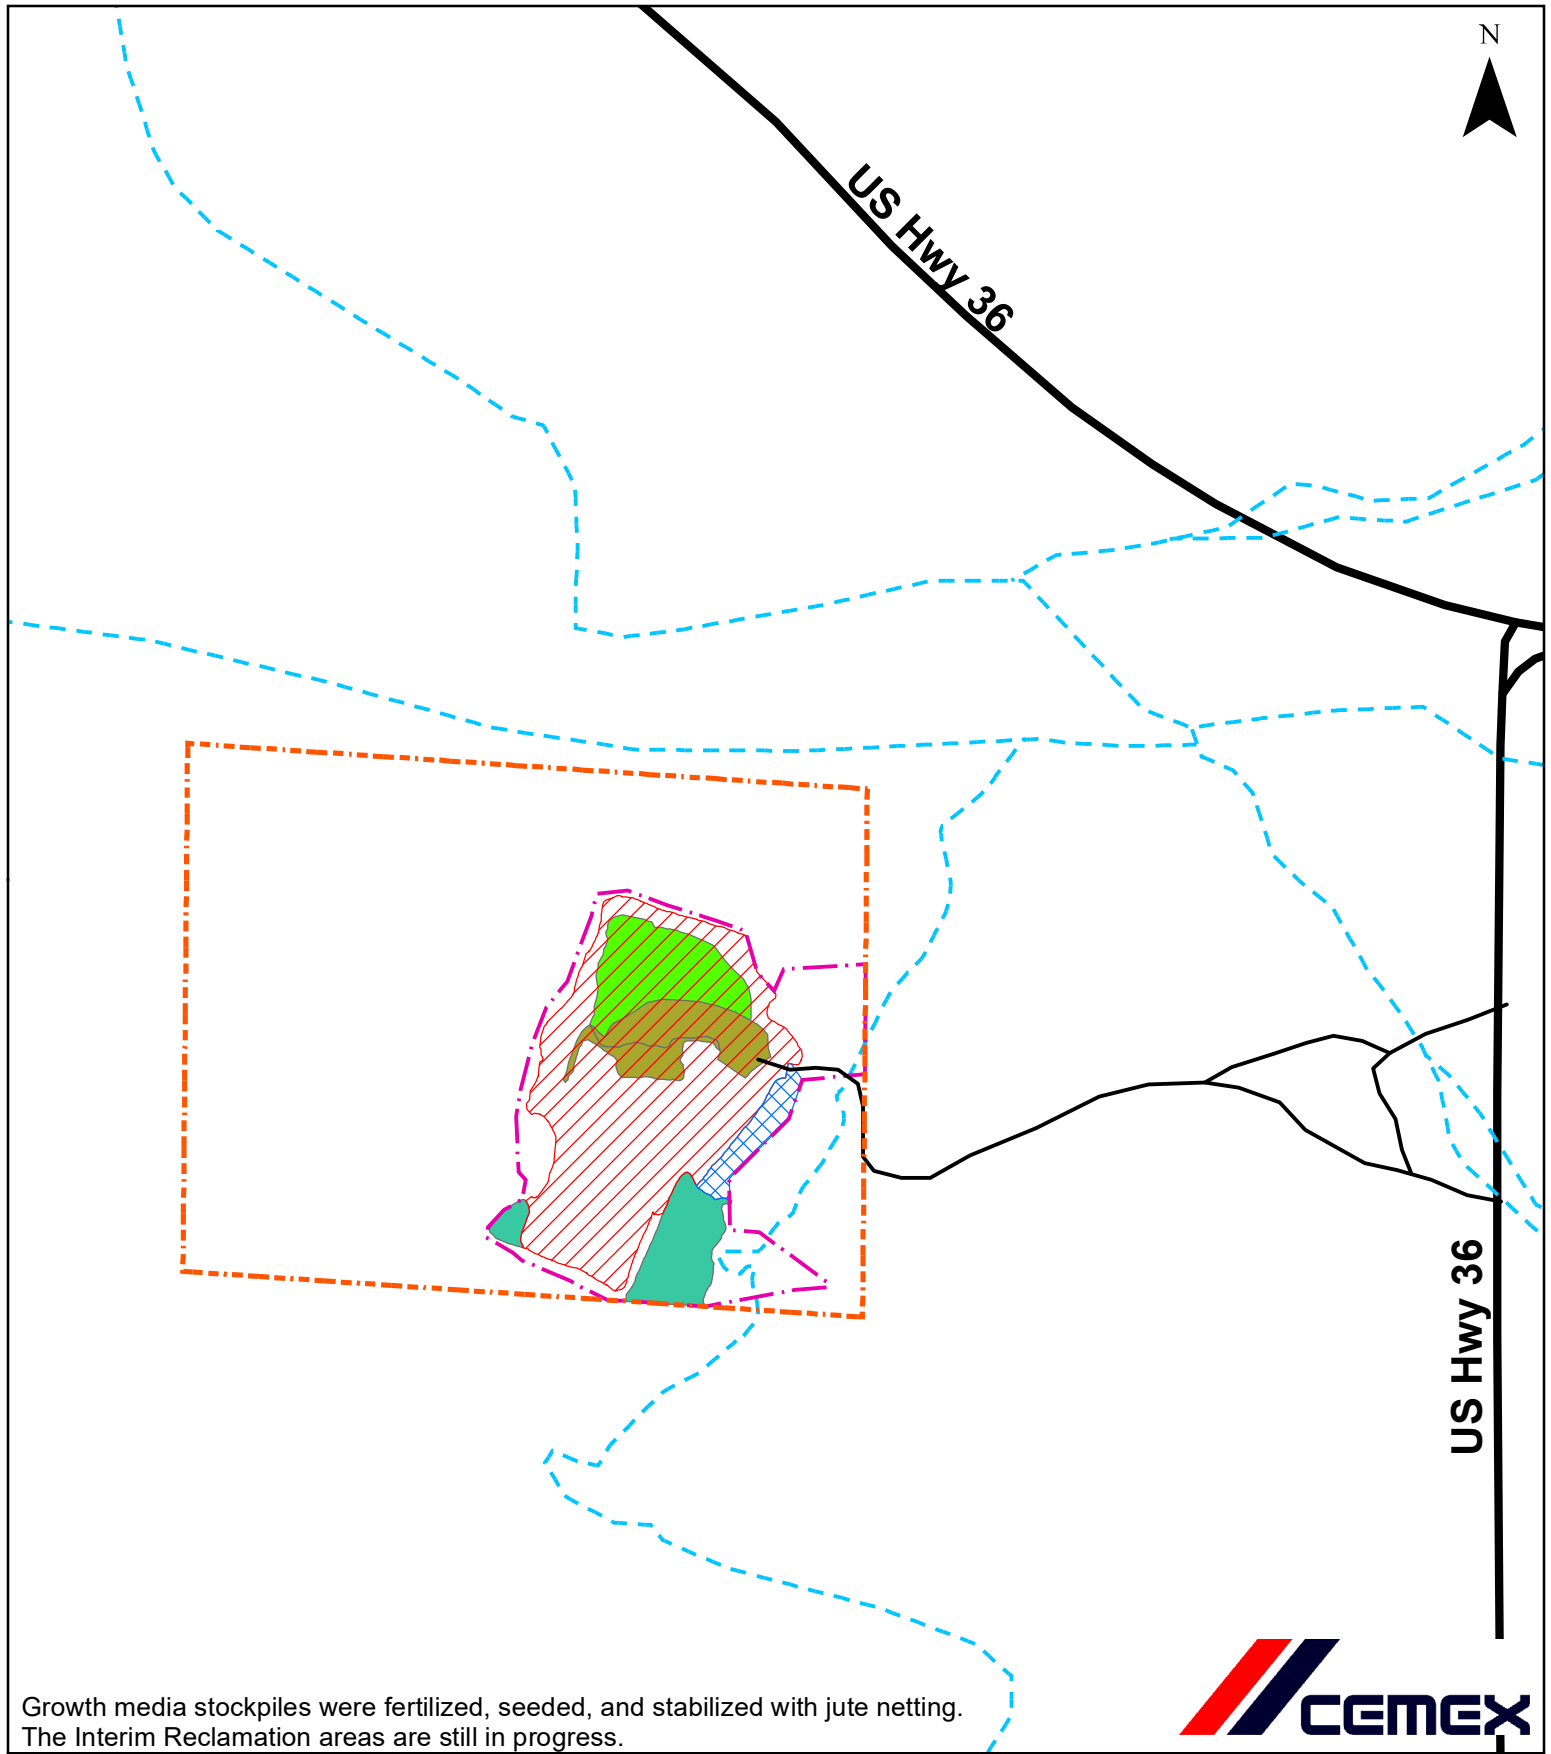 N
US Hwy 36
US Hwy 36
Growth media stockpiles were fertilized, seeded, and stabilized with jute netting.
The Interim Reclamation areas are still in progress.
CEMEX